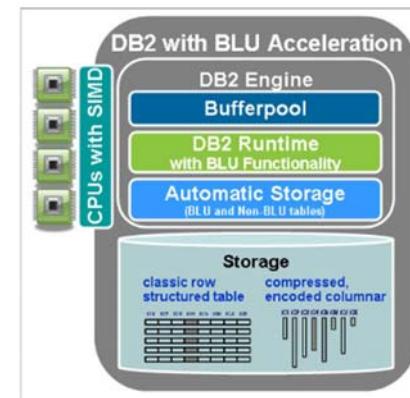 DB2 with BLU Acceleration
CPUs with SIMD
DB2 Engine
Bufferpool
DB2 Runtime
with BLU Functionality
Automatic Storage
(BLU and Non-BLU tables)
Storage
classic row
structured table
compressed,
encoded columnar